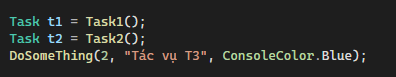 Task t1 = Task1();
Task t2 = Task2();
DoSomeThing(2, "Tác vụ T3", ConsoleColor.Blue);